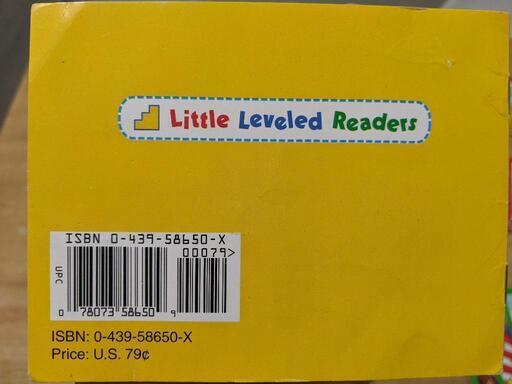 Little Leveled Readers
ISBN 0-439-58650-X
00079>
UPC
0 78073 58650 9
ISBN: 0-439-58650-X
Price: U.S. 79¢